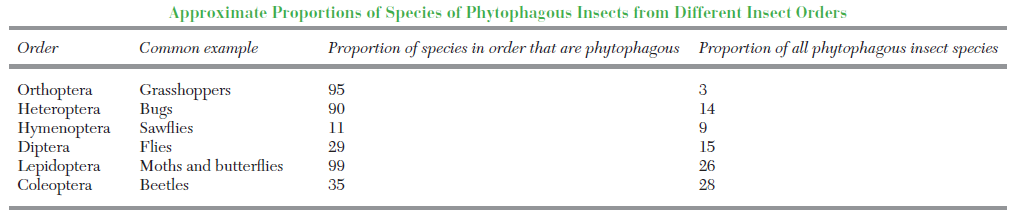 Approximate Proportions of Species of Phytophagous Insects from Different Insect Orders
Order Common example Proportion of species in order that are phytophagous Proportion of all phytophagous insect species
Orthoptera Grasshoppers 95 3
Heteroptera Bugs 90 14
Hymenoptera Sawflies 11 9
Diptera Flies 29 15
Lepidoptera Moths and butterflies 99 26
Coleoptera Beetles 35 28